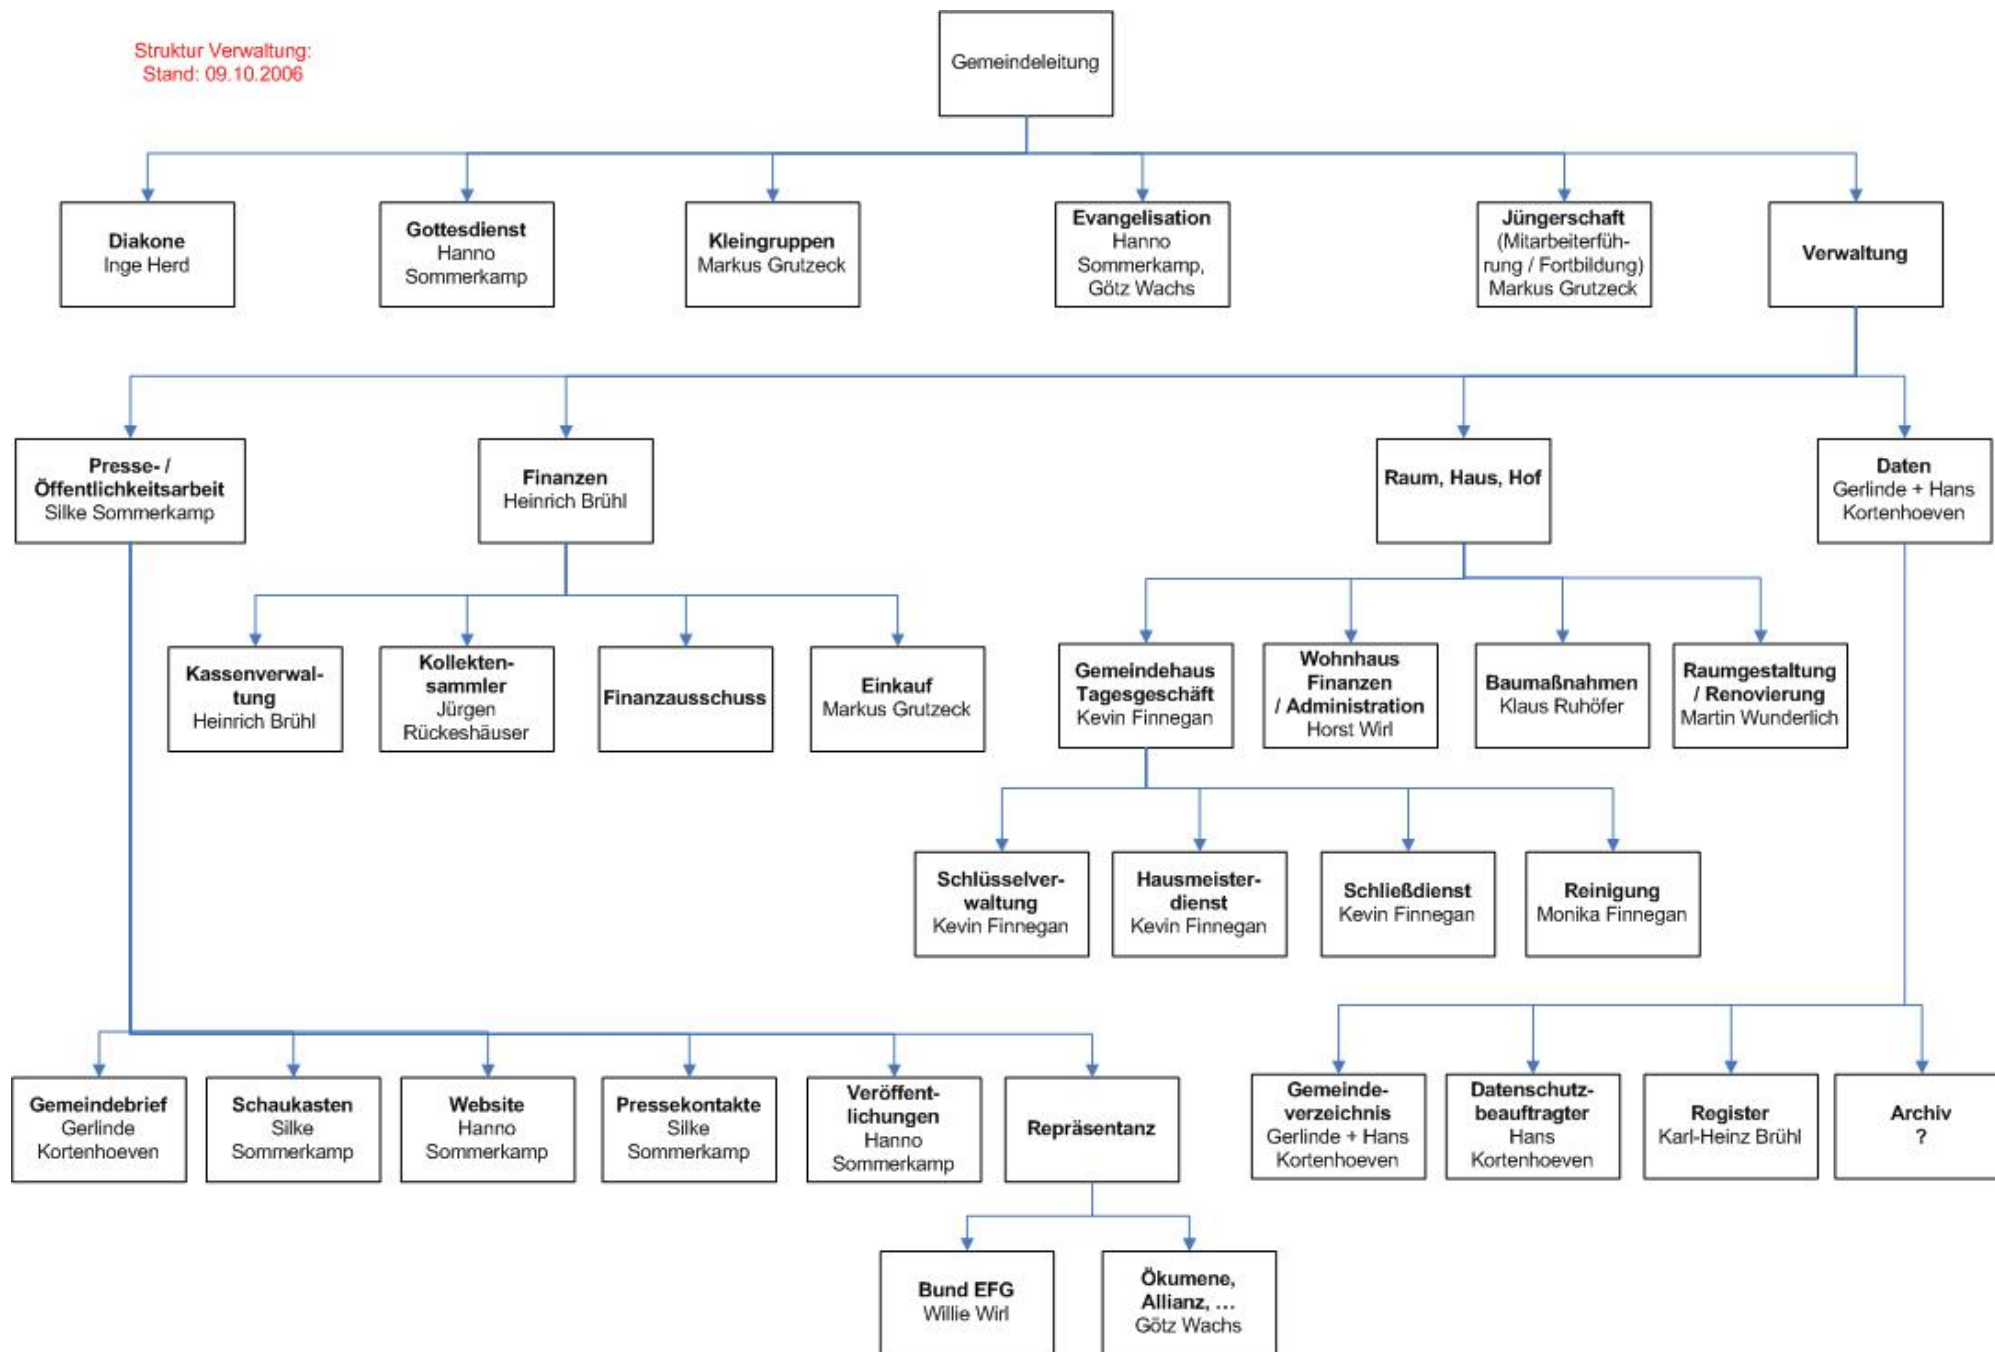 Struktur Verwaltung:
Stand: 09.10.2006
Gemeindeleitung
Diakone
Inge Herd
Gottesdienst
Hanno
Sommerkamp
Kleingruppen
Markus Grutzeck
Evangelisation
Hanno
Sommerkamp,
Götz Wachs
Jüngerschaft
(Mitarbeiterfüh-
rung / Fortbildung)
Markus Grutzeck
Verwaltung
Presse- /
Öffentlichkeitsarbeit
Silke Sommerkamp
Finanzen
Heinrich Brühl
Raum, Haus, Hof
Daten
Gerlinde + Hans
Kortenhoeven
Kassenverwal-
tung
Heinrich Brühl
Kollekten-
sammler
Jürgen
Rückeshäuser
Finanzausschuss
Einkauf
Markus Grutzeck
Gemeindehaus
Tagesgeschäft
Kevin Finnegan
Wohnhaus
Finanzen
/ Administration
Horst Wirl
Baumaßnahmen
Klaus Ruhöfer
Raumgestaltung
/ Renovierung
Martin Wunderlich
Schlüsselver-
waltung
Kevin Finnegan
Hausmeister-
dienst
Kevin Finnegan
Schließdienst
Kevin Finnegan
Reinigung
Monika Finnegan
Gemeindebrief
Gerlinde
Kortenhoeven
Schaukasten
Silke
Sommerkamp
Website
Hanno
Sommerkamp
Pressekontakte
Silke
Sommerkamp
Veröffent-
lichungen
Hanno
Sommerkamp
Repräsentanz
Gemeinde-
verzeichnis
Gerlinde + Hans
Kortenhoeven
Datenschutz-
beauftragter
Hans
Kortenhoeven
Register
Karl-Heinz Brühl
Archiv
?
Bund EFG
Willie Wirl
Ökumene,
Allianz, ...
Götz Wachs